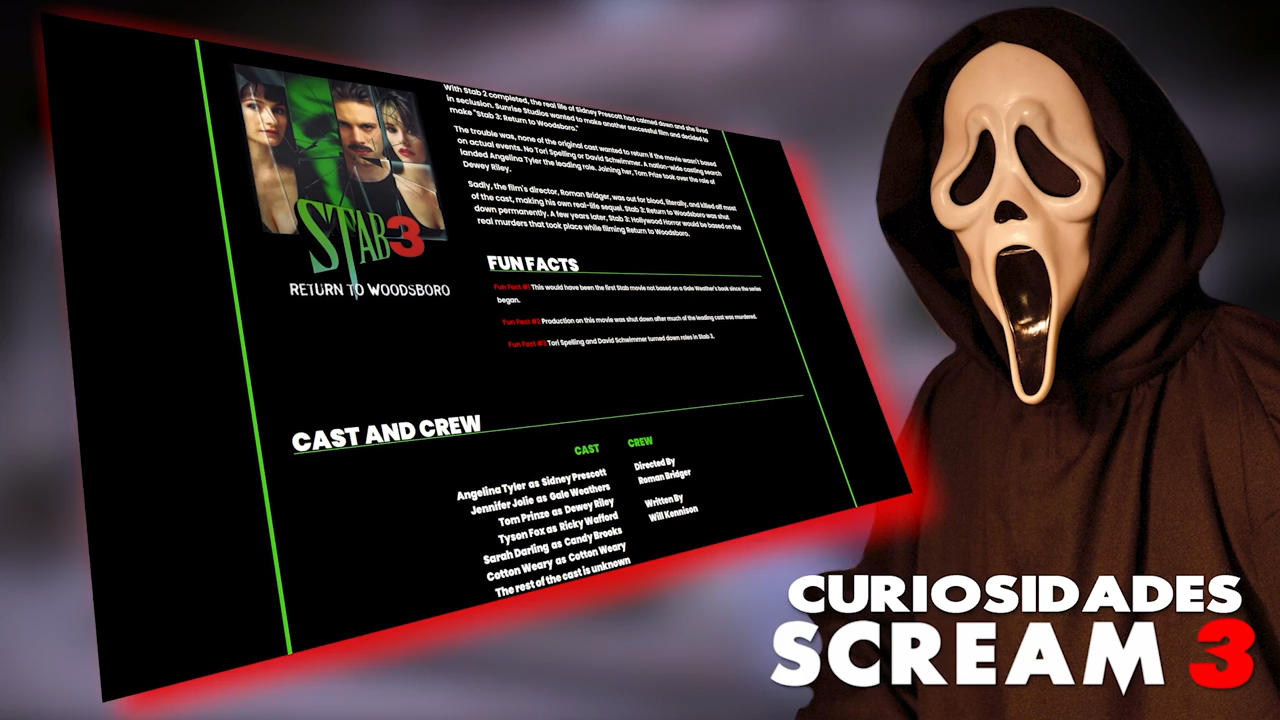 With Stab 2 completed, the real life of Sidney Prescott had calmed down and she lived
in seclusion. Sunrise Studios wanted to make another successful film and decided to
make "Stab 3: Return to Woodsboro."
The trouble was, none of the original cast wanted to return if the movie wasn't based
on actual events. No Tori Spelling or David Schwimmer. A nation-wide casting search
landed Angelina Tyler the leading role. Joining her, Tom Prinze took over the role of
Dewey Riley.
Sadly, the film's director, Roman Bridger, was out for blood, literally, and killed off most
of the cast, making his own real-life sequel. Stab 3: Return to Woodsboro was shut
down permanently. A few years later, Stab 3: Hollywood Horror would be based on the
real murders that took place while filming Return to Woodsboro.
STAB 3
RETURN TO WOODSBORO
FUN FACTS
Fun Fact #1 This would have been the first Stab movie not based on a Gale Weather's book since the series
began.
Fun Fact #2 Production on this movie was shut down after much of the leading cast was murdered.
Fun Fact #3 Tori Spelling and David Schwimmer turned down roles in Stab 3.
CAST AND CREW
CAST
Angelina Tyler as Sidney Prescott
Jennifer Jolie as Gale Weathers
Tom Prinze as Dewey Riley
Tyson Fox as Ricky Wafford
Sarah Darling as Candy Brooks
Cotton Weary as Cotton Weary
The rest of the cast is unknown
CREW
Directed By
Roman Bridger
Written By
Will Kennison
CURIOSIDADES
SCREAM 3